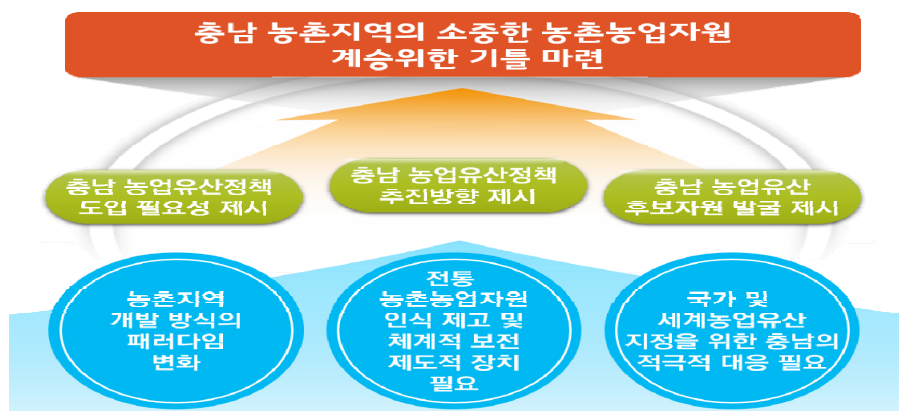 충남 농촌지역의 소중한 농촌농업자원
계승위한 기틀 마련
충남 농업유산정책
도입 필요성 제시
충남 농업유산정책
추진방향 제시
충남 농업유산
후보자원 발굴 제시
농촌지역
개발 방식의
패러다임
변화
전통
농촌농업자원
인식 제고 및
체계적 보전
제도적 장치
필요
국가 및
세계농업유산
지정을 위한 충남의
적극적 대응 필요